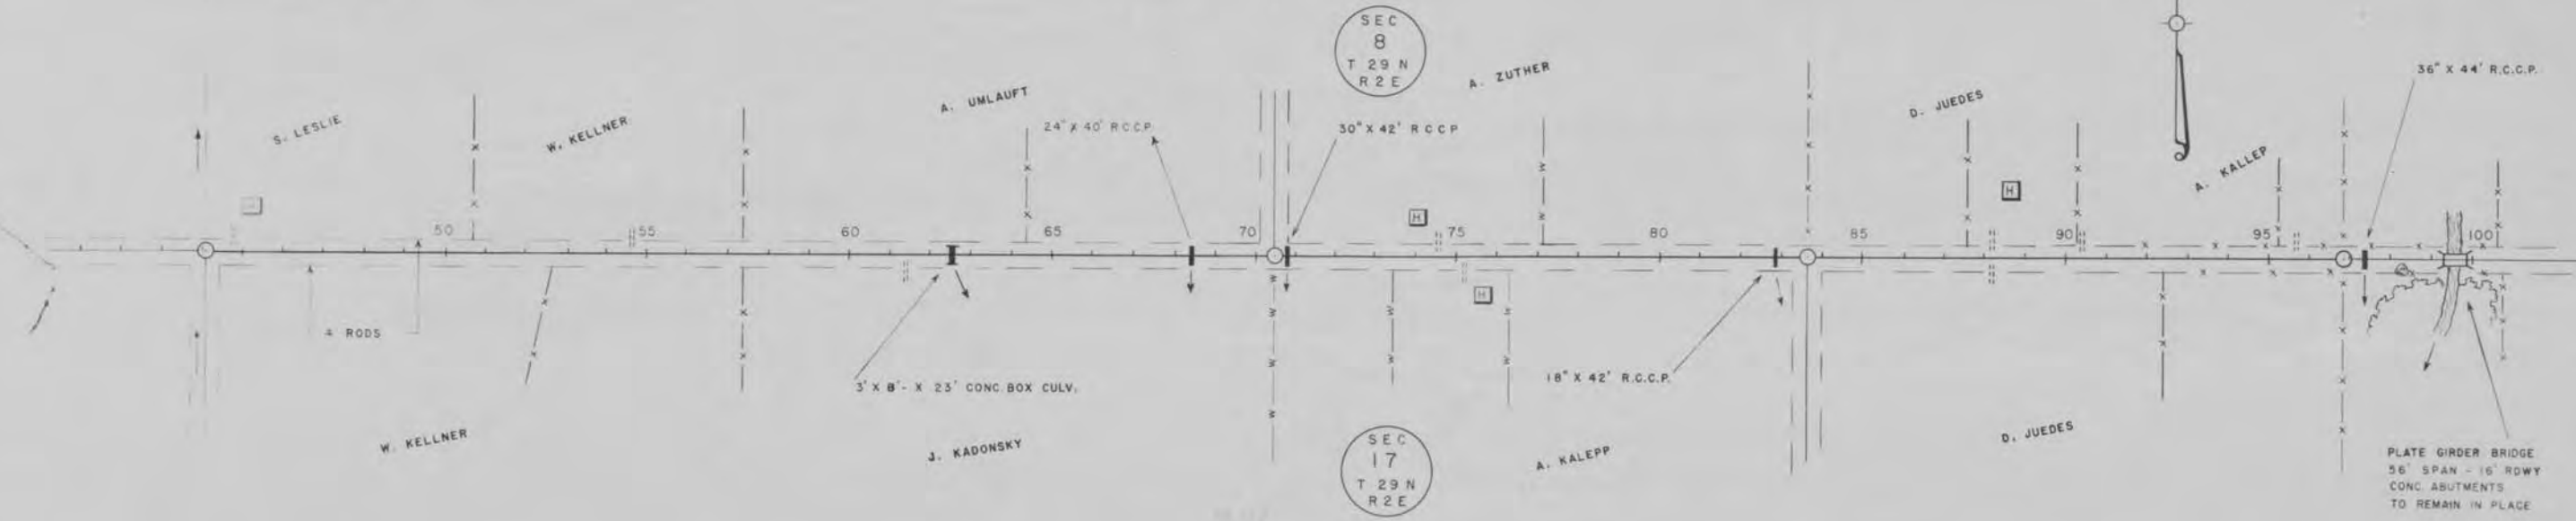 SEC
8
T 29 N
R 2 E
36" X 44' R.C.C.P.
A. ZUTHER
A. UMLAUFT
D. JUEDES
S. LESLIE
W. KELLNER
24" X 40' R.C.C.P.
30" X 42' R C C P
A. KALLEP
H
H
H
50
55
60
65
70
75
80
85
90
95
100
4 RODS
3' X 8'- X 23' CONC. BOX CULV.
18" X 42' R.C.C.P.
W. KELLNER
J. KADONSKY
SEC
17
T 29 N
R 2 E
A. KALEPP
D. JUEDES
PLATE GIRDER BRIDGE
56' SPAN - 16' RDWY
CONC. ABUTMENTS
TO REMAIN IN PLACE